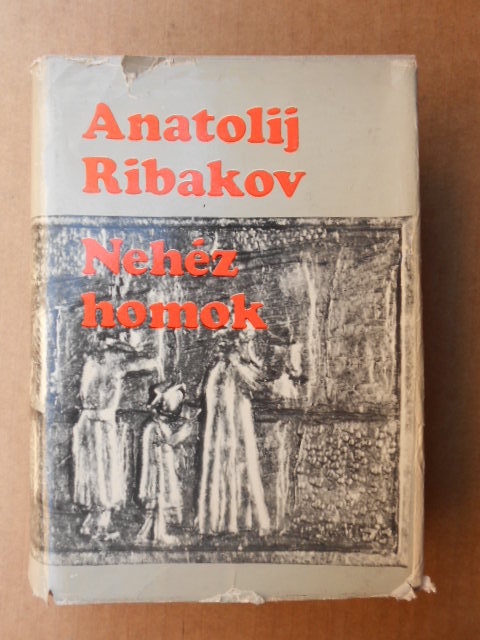 Anatolij
Ribakov
Nehéz
homok